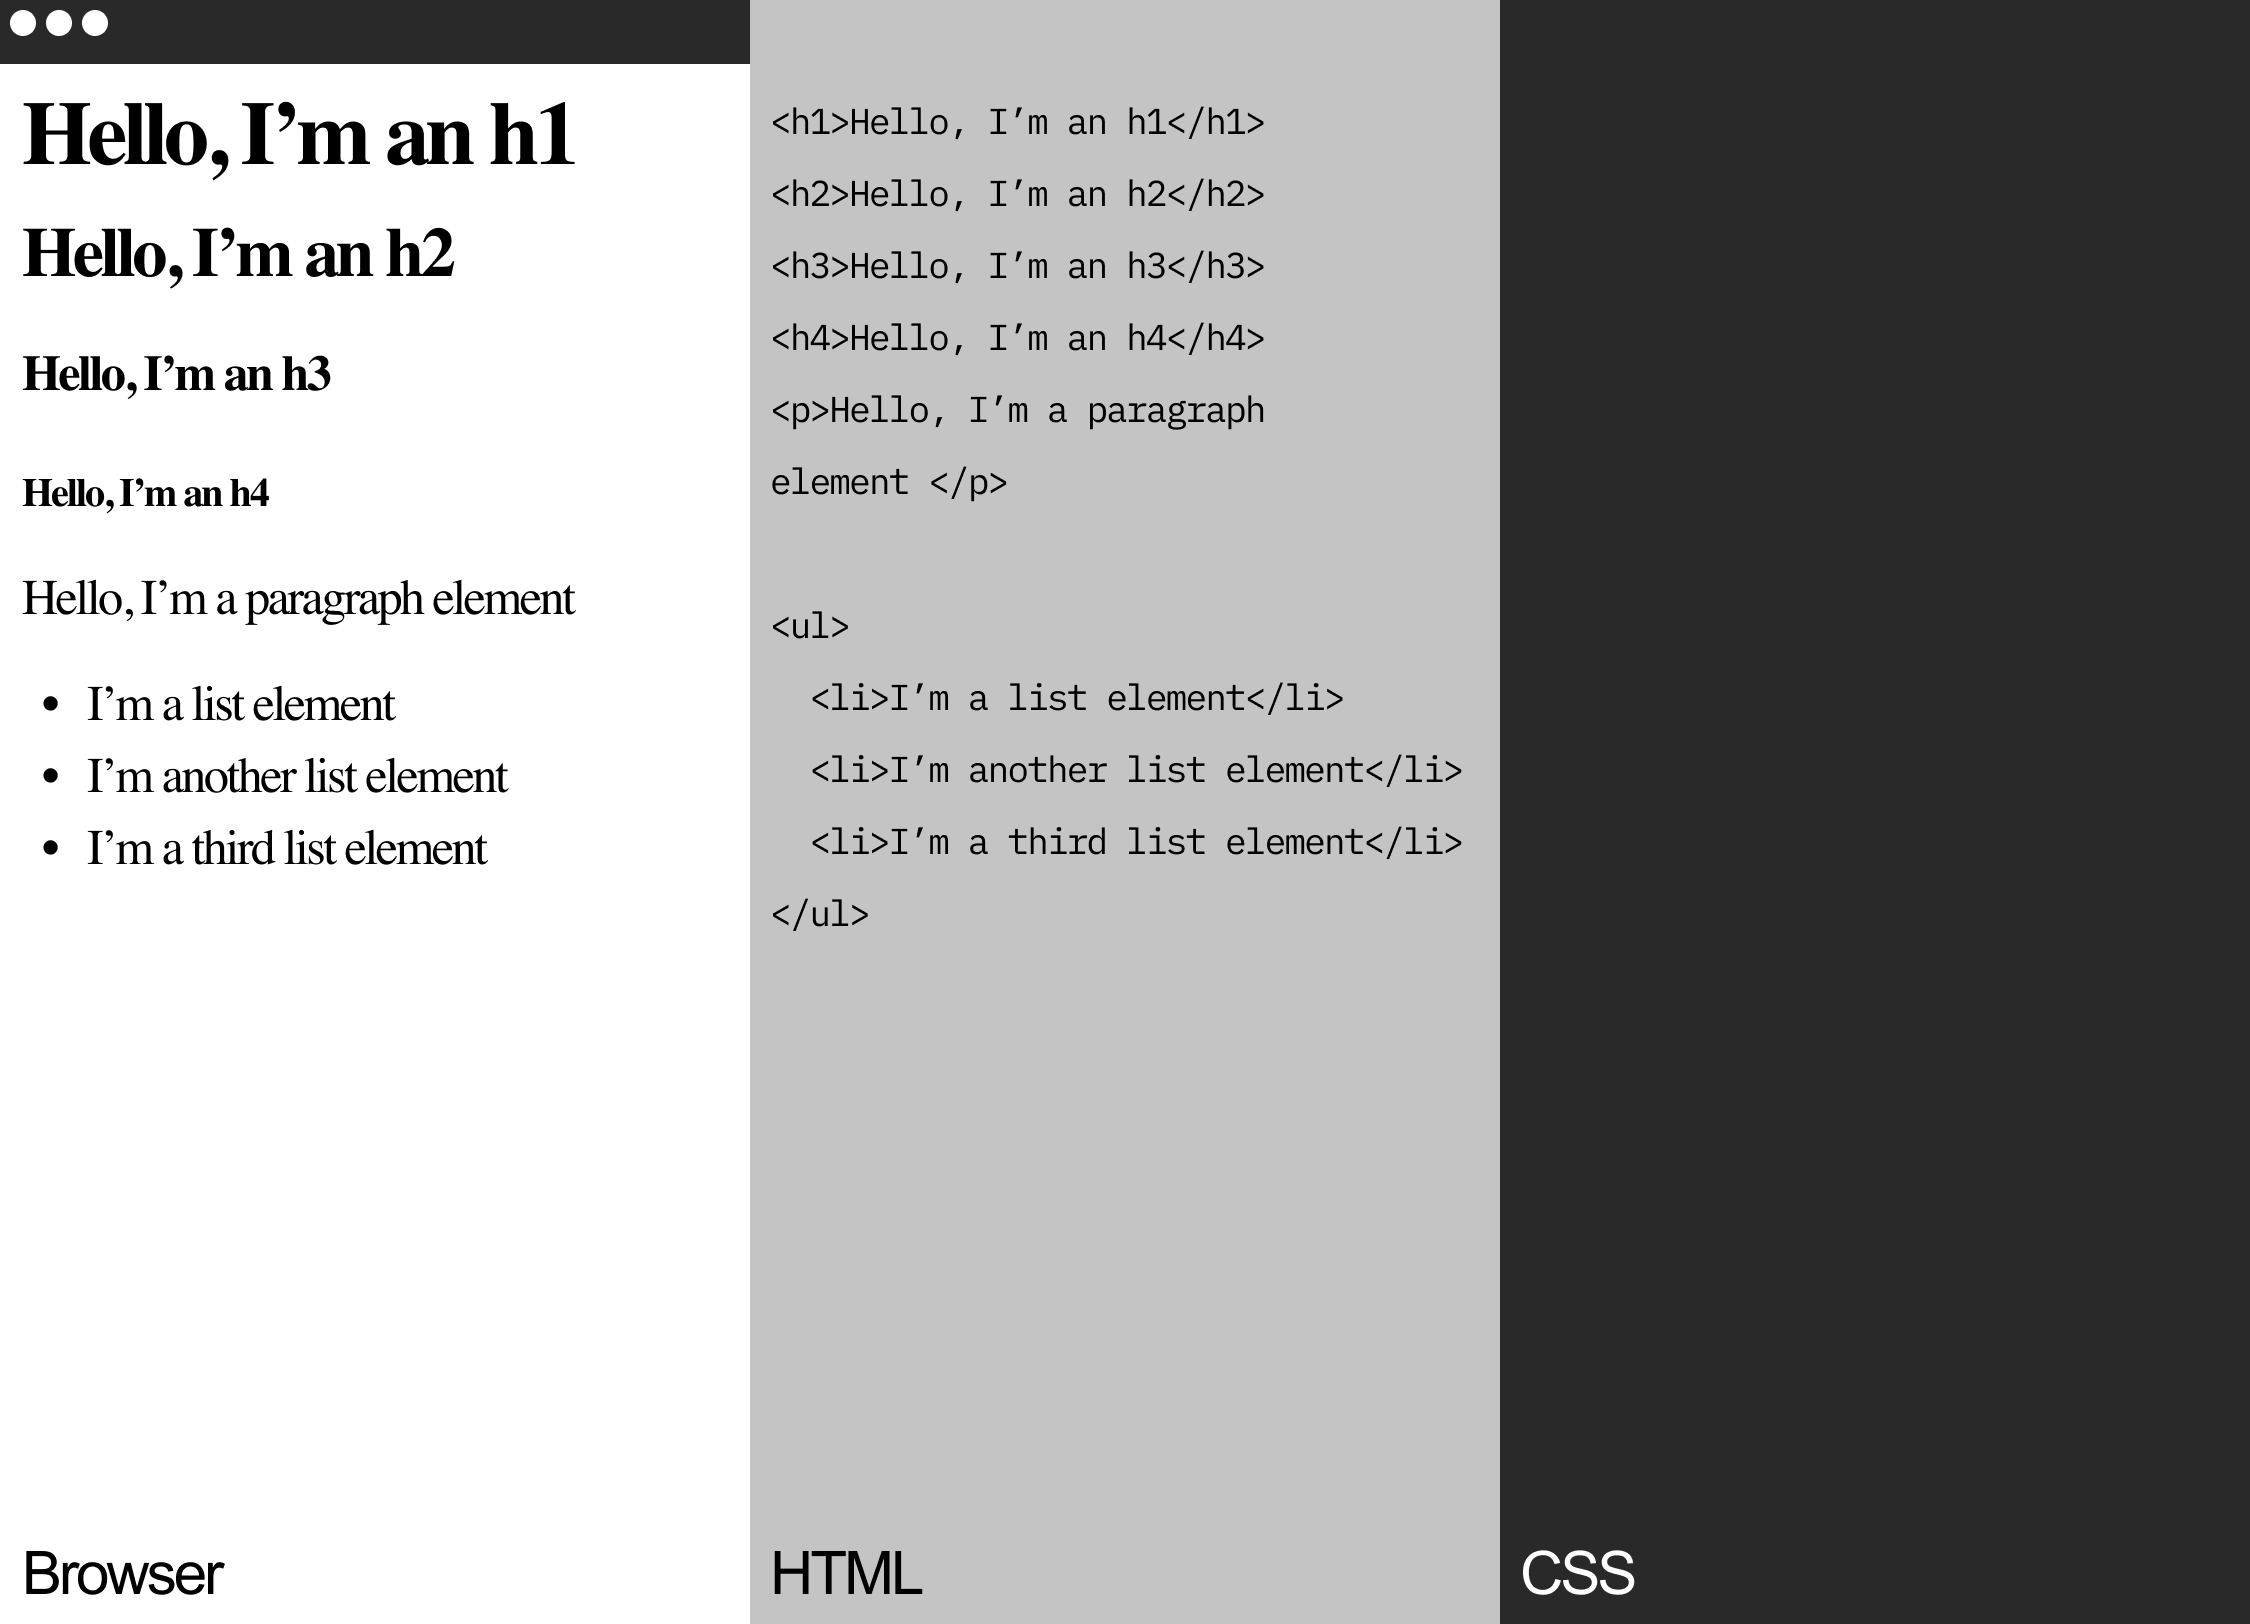 Hello, I’m an h1
Hello, I’m an h2
Hello, I’m an h3
Hello, I’m an h4
Hello, I’m a paragraph element
• I’m a list element
• I’m another list element
• I’m a third list element
Browser
<h1>Hello, I’m an h1</h1>
<h2>Hello, I’m an h2</h2>
<h3>Hello, I’m an h3</h3>
<h4>Hello, I’m an h4</h4>
<p>Hello, I’m a paragraph
element </p>
<ul>
  <li>I’m a list element</li>
  <li>I’m another list element</li>
  <li>I’m a third list element</li>
</ul>
HTML
CSS